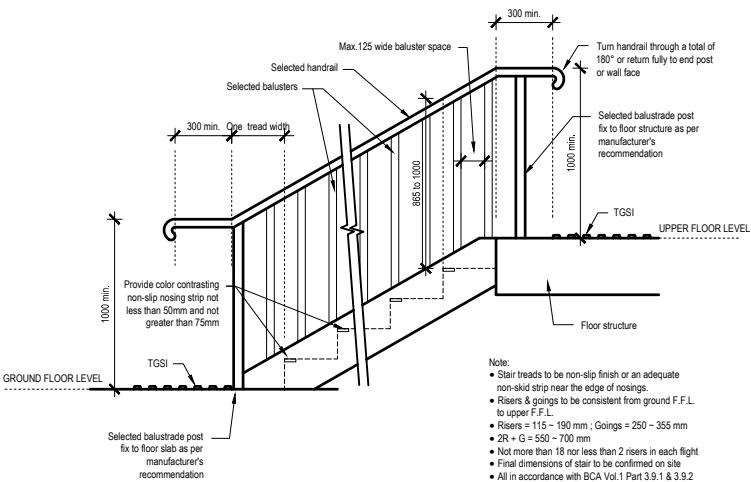 300 min.
Max.125 wide baluster space
Turn handrail through a total of
180° or return fully to end post
or wall face
Selected handrail
Selected balusters
300 min. One tread width
Selected balustrade post
fix to floor structure as per
manufacturer's
recommendation
1000 min.
865 to 1000
TGSI
UPPER FLOOR LEVEL
Provide color contrasting
non-slip nosing strip not
less than 50mm and not
greater than 75mm
1000 min.
Floor structure
TGSI
GROUND FLOOR LEVEL
Selected balustrade post
fix to floor slab as per
manufacturer's
recommendation
Note:
• Stair treads to be non-slip finish or an adequate
non-skid strip near the edge of nosings.
• Risers & goings to be consistent from ground F.F.L.
to upper F.F.L.
• Risers = 115 ~ 190 mm ; Goings = 250 ~ 355 mm
• 2R + G = 550 ~ 700 mm
• Not more than 18 nor less than 2 risers in each flight
• Final dimensions of stair to be confirmed on site
• All in accordance with BCA Vol.1 Part 3.9.1 & 3.9.2